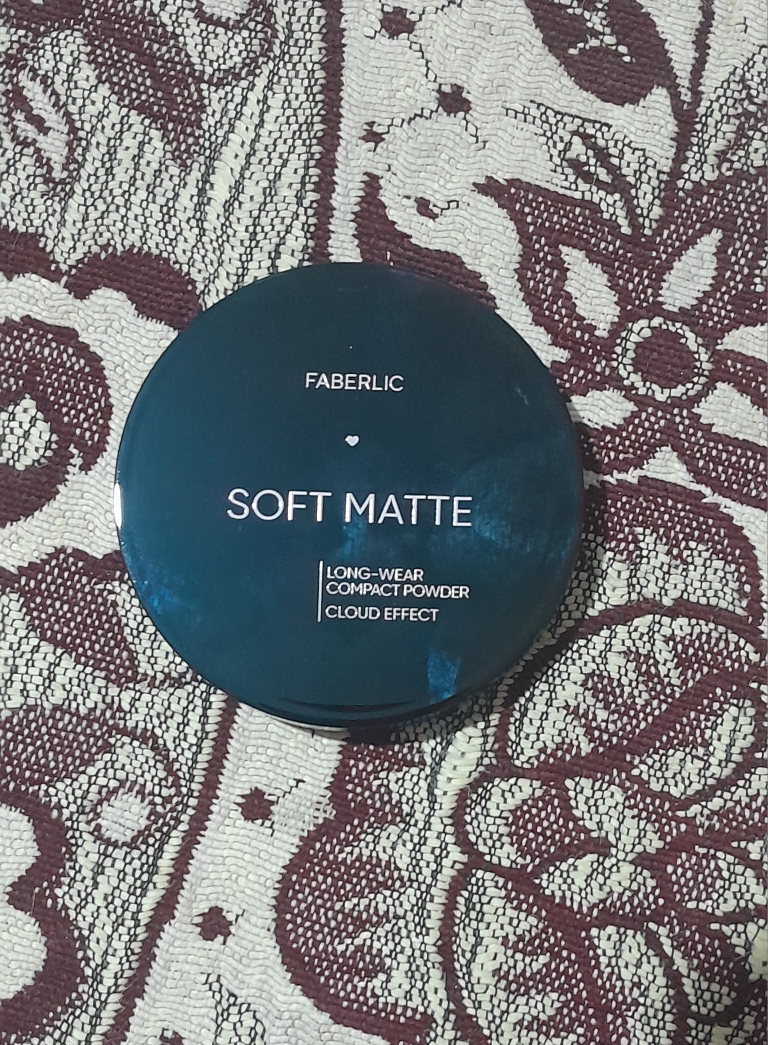 FABERLIC
SOFT MATTE
LONG-WEAR
COMPACT POWDER
CLOUD EFFECT